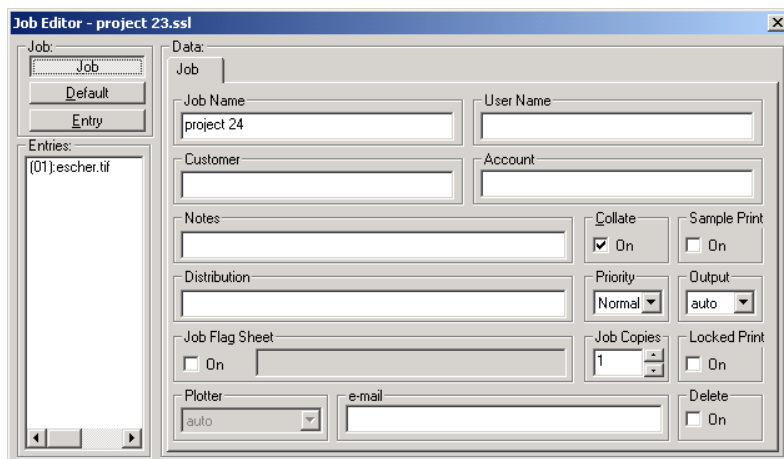 Job Editor - project 23.ssl
Job:
Job
Default
Entry
Entries:
(01):escher.tif
Data:
Job
Job Name
project 24
User Name
Customer
Account
Notes
Collate
On
Sample Print
On
Distribution
Priority
Normal
Output
auto
Job Flag Sheet
On
Job Copies
1
Locked Print
On
Plotter
auto
e-mail
Delete
On